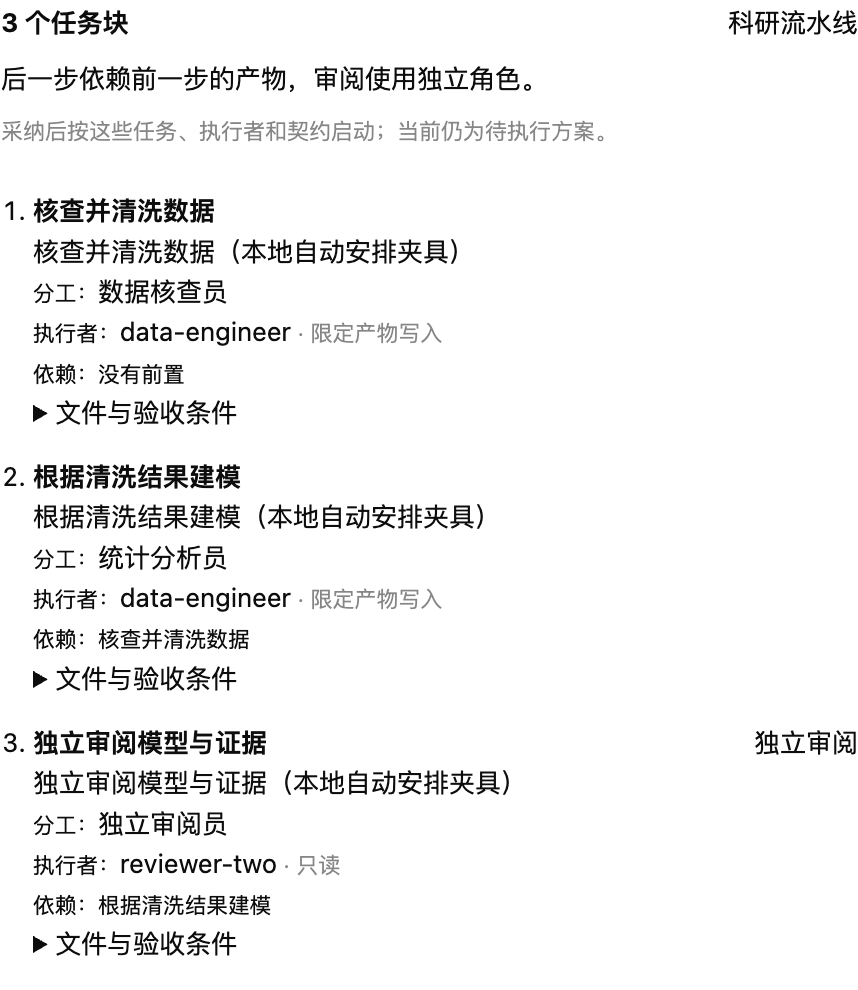 3 个任务块 科研流水线
后一步依赖前一步的产物，审阅使用独立角色。
采纳后按这些任务、执行者和契约启动；当前仍为待执行方案。
1. 核查并清洗数据
核查并清洗数据（本地自动安排夹具）
分工：数据核查员
执行者：data-engineer · 限定产物写入
依赖：没有前置
▶ 文件与验收条件
2. 根据清洗结果建模
根据清洗结果建模（本地自动安排夹具）
分工：统计分析员
执行者：data-engineer · 限定产物写入
依赖：核查并清洗数据
▶ 文件与验收条件
3. 独立审阅模型与证据 独立审阅
独立审阅模型与证据（本地自动安排夹具）
分工：独立审阅员
执行者：reviewer-two · 只读
依赖：根据清洗结果建模
▶ 文件与验收条件